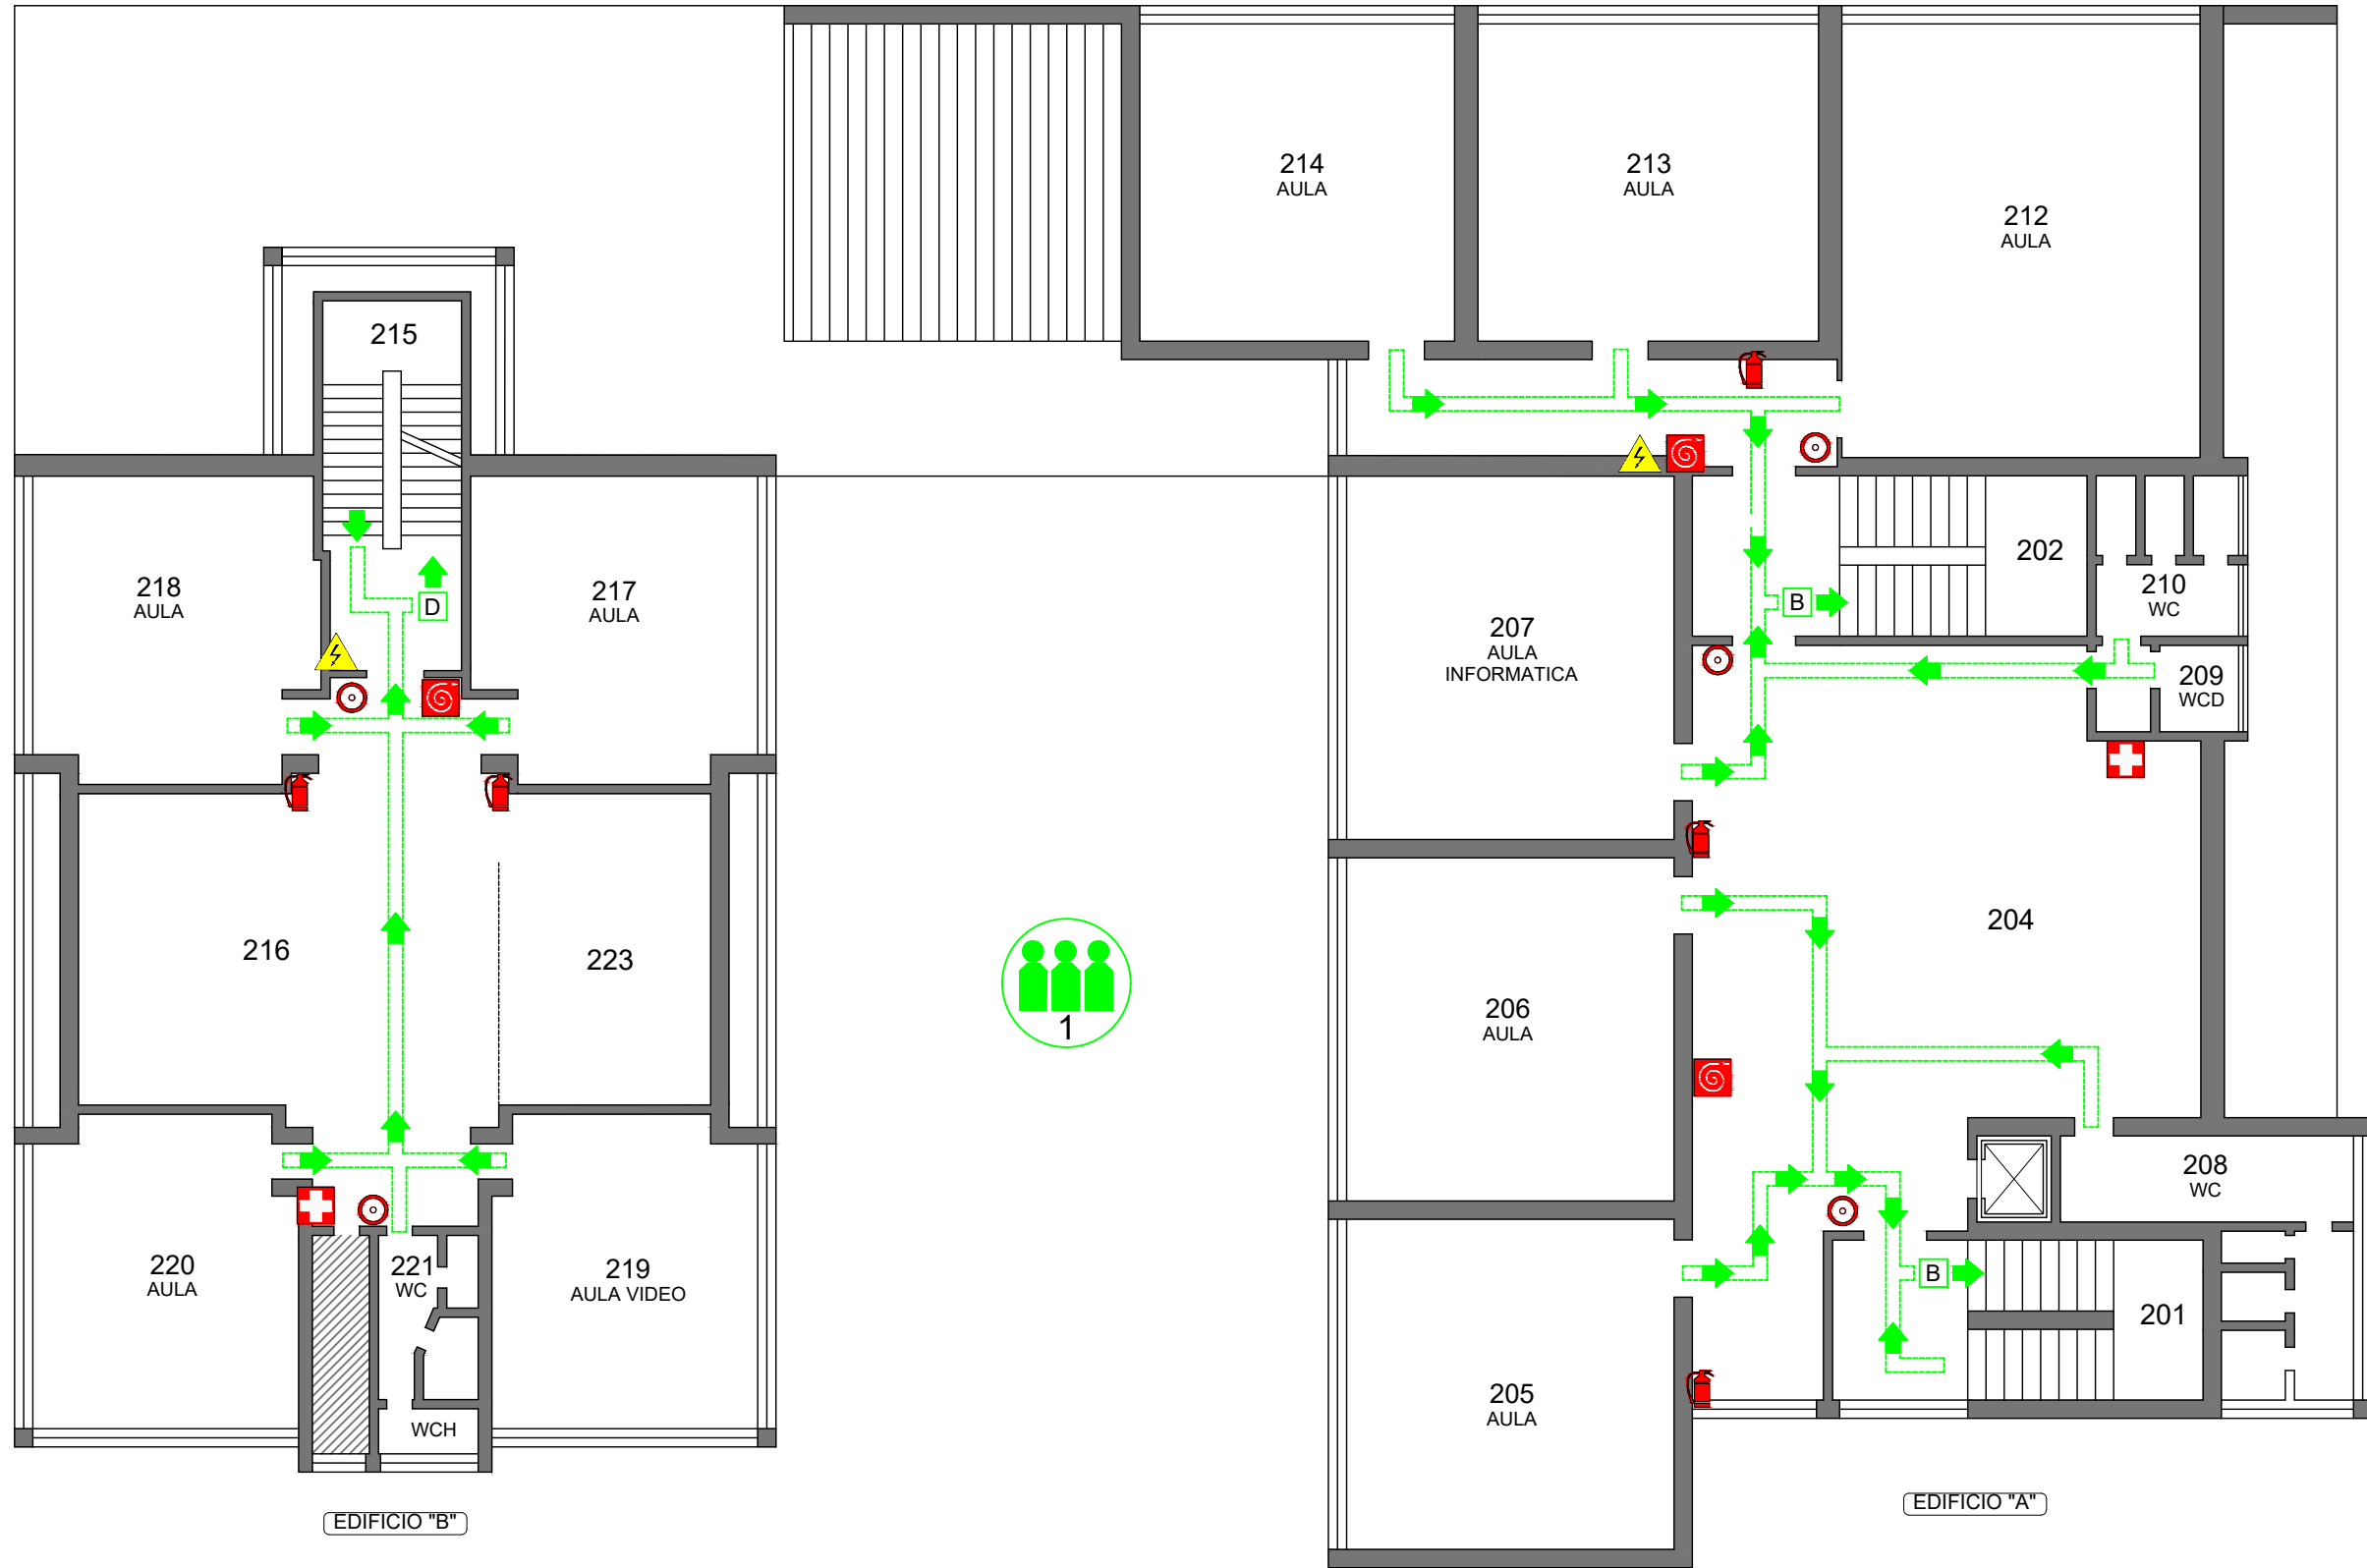 214
AULA
213
AULA
212
AULA
215
218
AULA
D
217
AULA
207
AULA
INFORMATICA
B
202
210
WC
209
WCD
216
223
1
206
AULA
204
208
WC
220
AULA
221
WC
219
AULA VIDEO
WCH
205
AULA
B
201
EDIFICIO "B"
EDIFICIO "A"